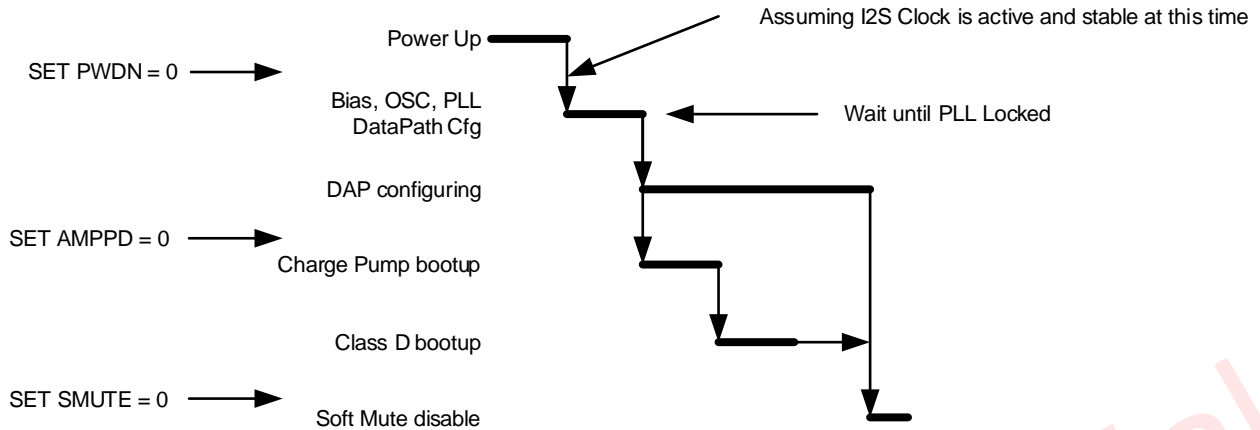 Assuming I2S Clock is active and stable at this time
Power Up
SET PWDN = 0
Bias, OSC, PLL
DataPath Cfg
Wait until PLL Locked
DAP configuring
SET AMPPD = 0
Charge Pump bootup
Class D bootup
SET SMUTE = 0
Soft Mute disable